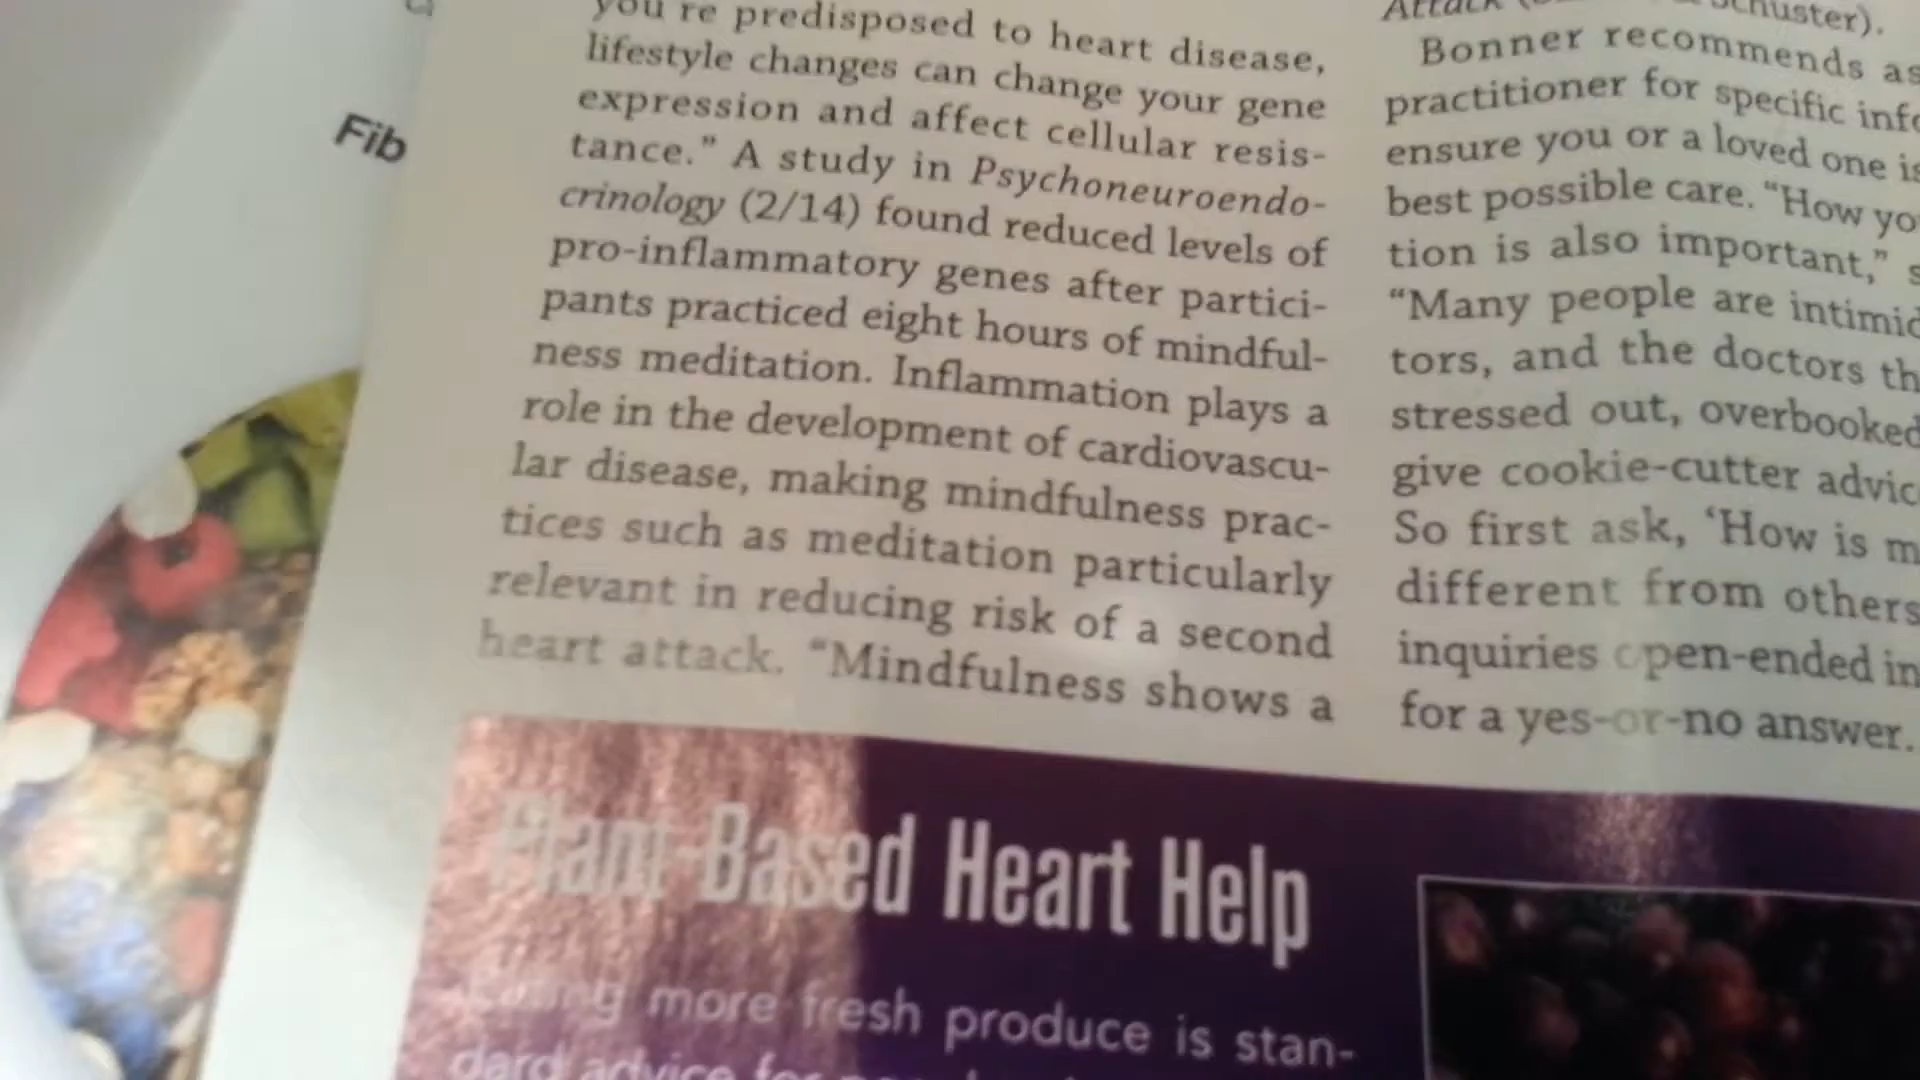 Fib
you're predisposed to heart disease,
lifestyle changes can change your gene
expression and affect cellular resis-
tance.” A study in Psychoneuroendo-
crinology (2/14) found reduced levels of
pro-inflammatory genes after partici-
pants practiced eight hours of mindful-
ness meditation. Inflammation plays a
role in the development of cardiovascu-
lar disease, making mindfulness prac-
tices such as meditation particularly
relevant in reducing risk of a second
heart attack. “Mindfulness shows a
Attack
Bonner recommends as
practitioner for specific info
ensure you or a loved one is
best possible care. “How yo
tion is also important,” s
“Many people are intimid
tors, and the doctors th
stressed out, overbooked
give cookie-cutter advic
So first ask, ‘How is m
different from others
inquiries open-ended in
for a yes-or-no answer.
Plant-Based Heart Help
Eating more fresh produce is stan-
dard advice